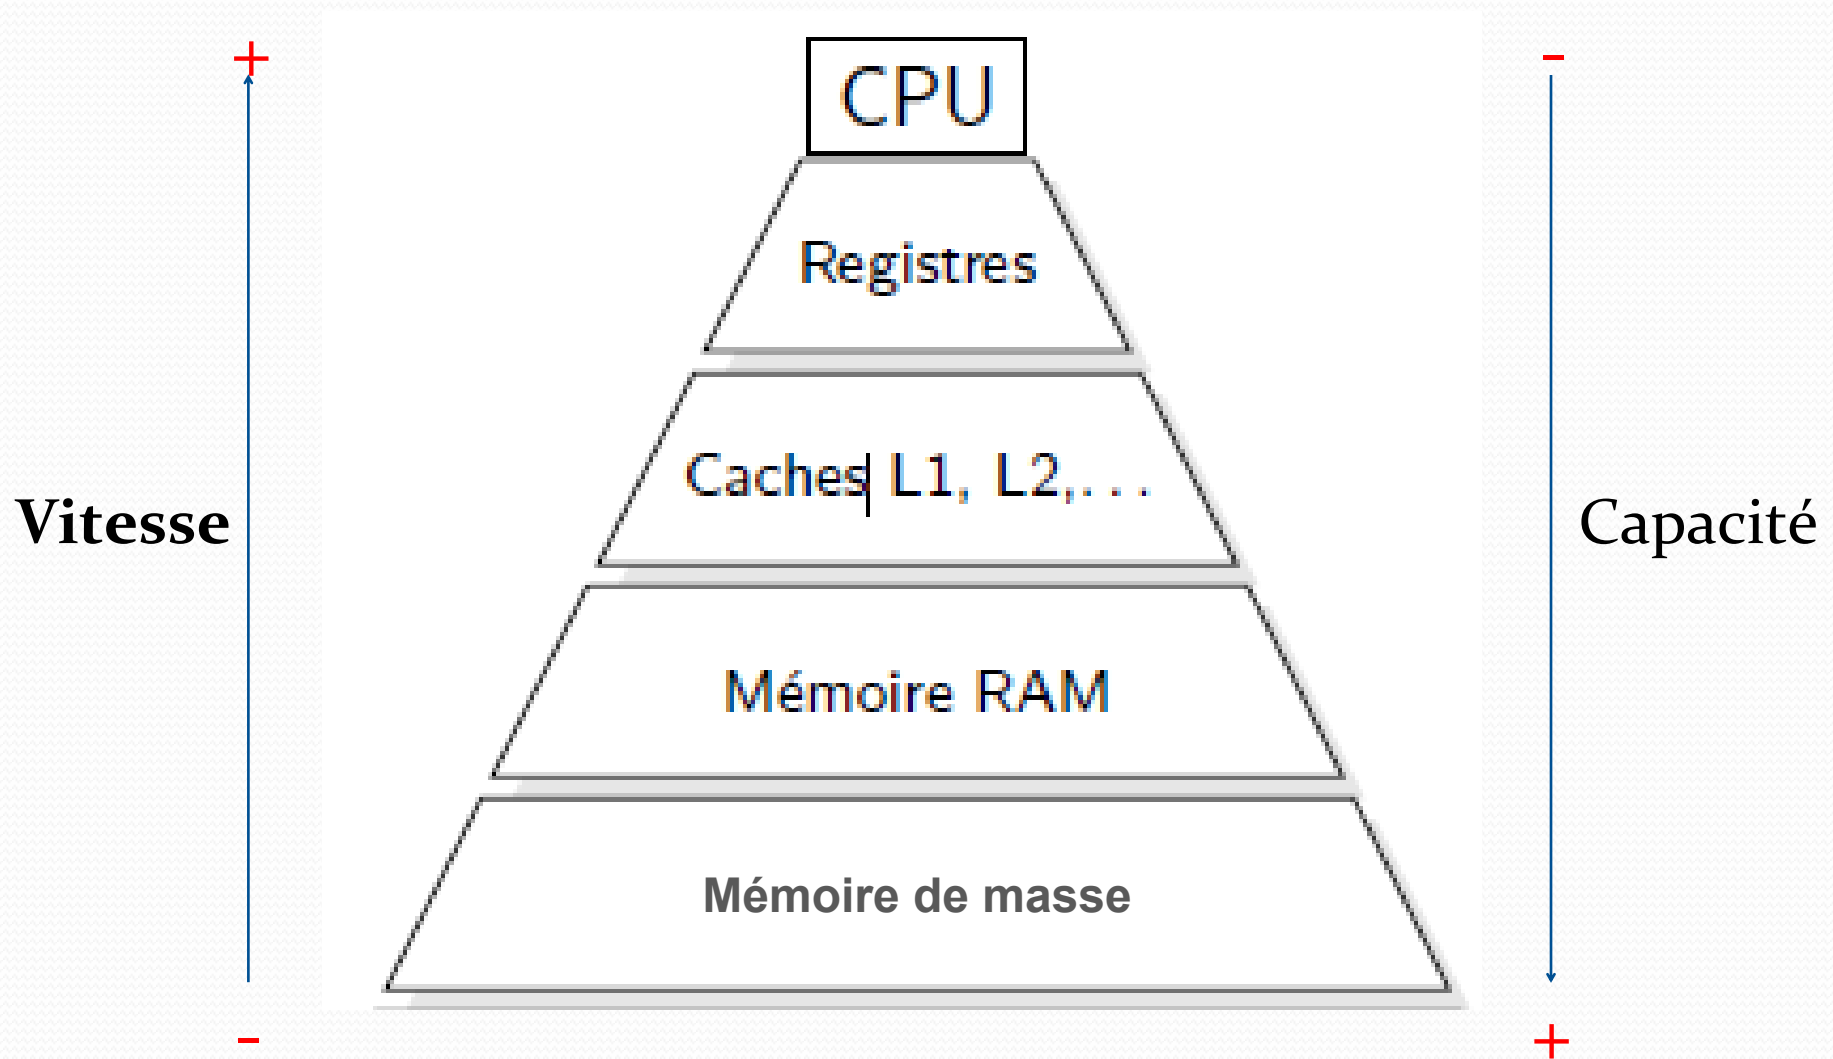 +
-
CPU
Registres
Caches L1, L2,...
Vitesse
Capacité
Mémoire RAM
Mémoire de masse
-
+